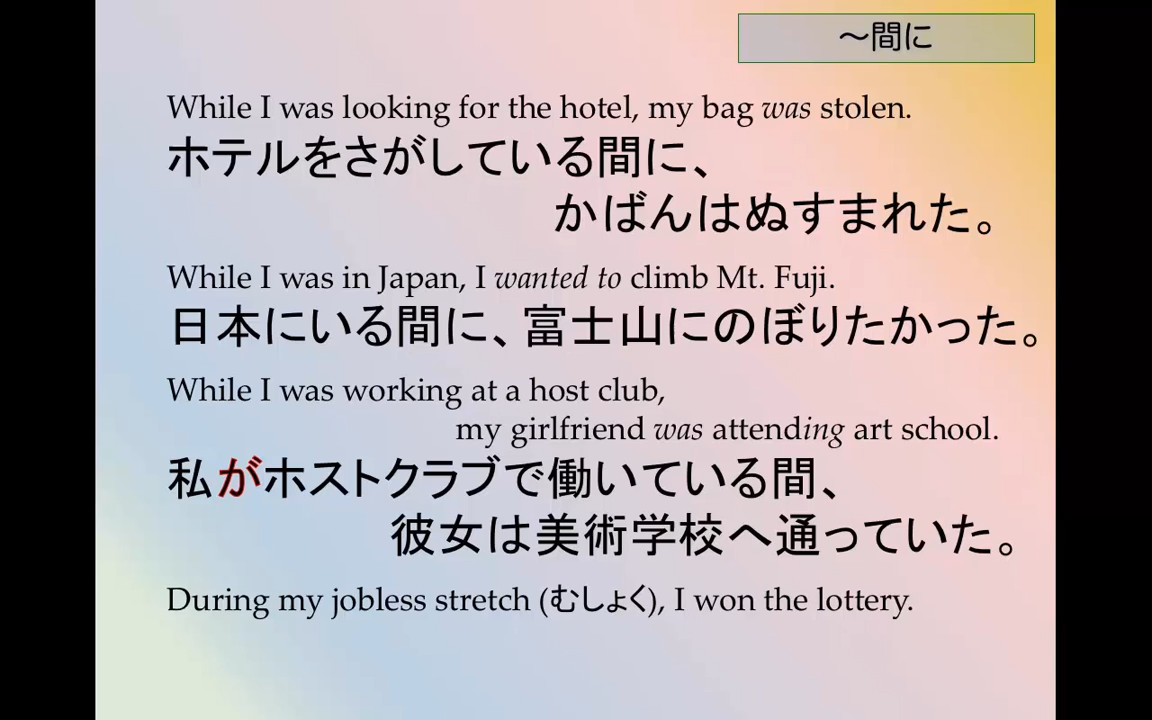 ～間に
While I was looking for the hotel, my bag was stolen.
ホテルをさがしている間に、
かばんはぬすまれた。
While I was in Japan, I wanted to climb Mt. Fuji.
日本にいる間に、富士山にのぼりたかった。
While I was working at a host club,
my girlfriend was attending art school.
私がホストクラブで働いている間、
彼女は美術学校へ通っていた。
During my jobless stretch (むしょく), I won the lottery.